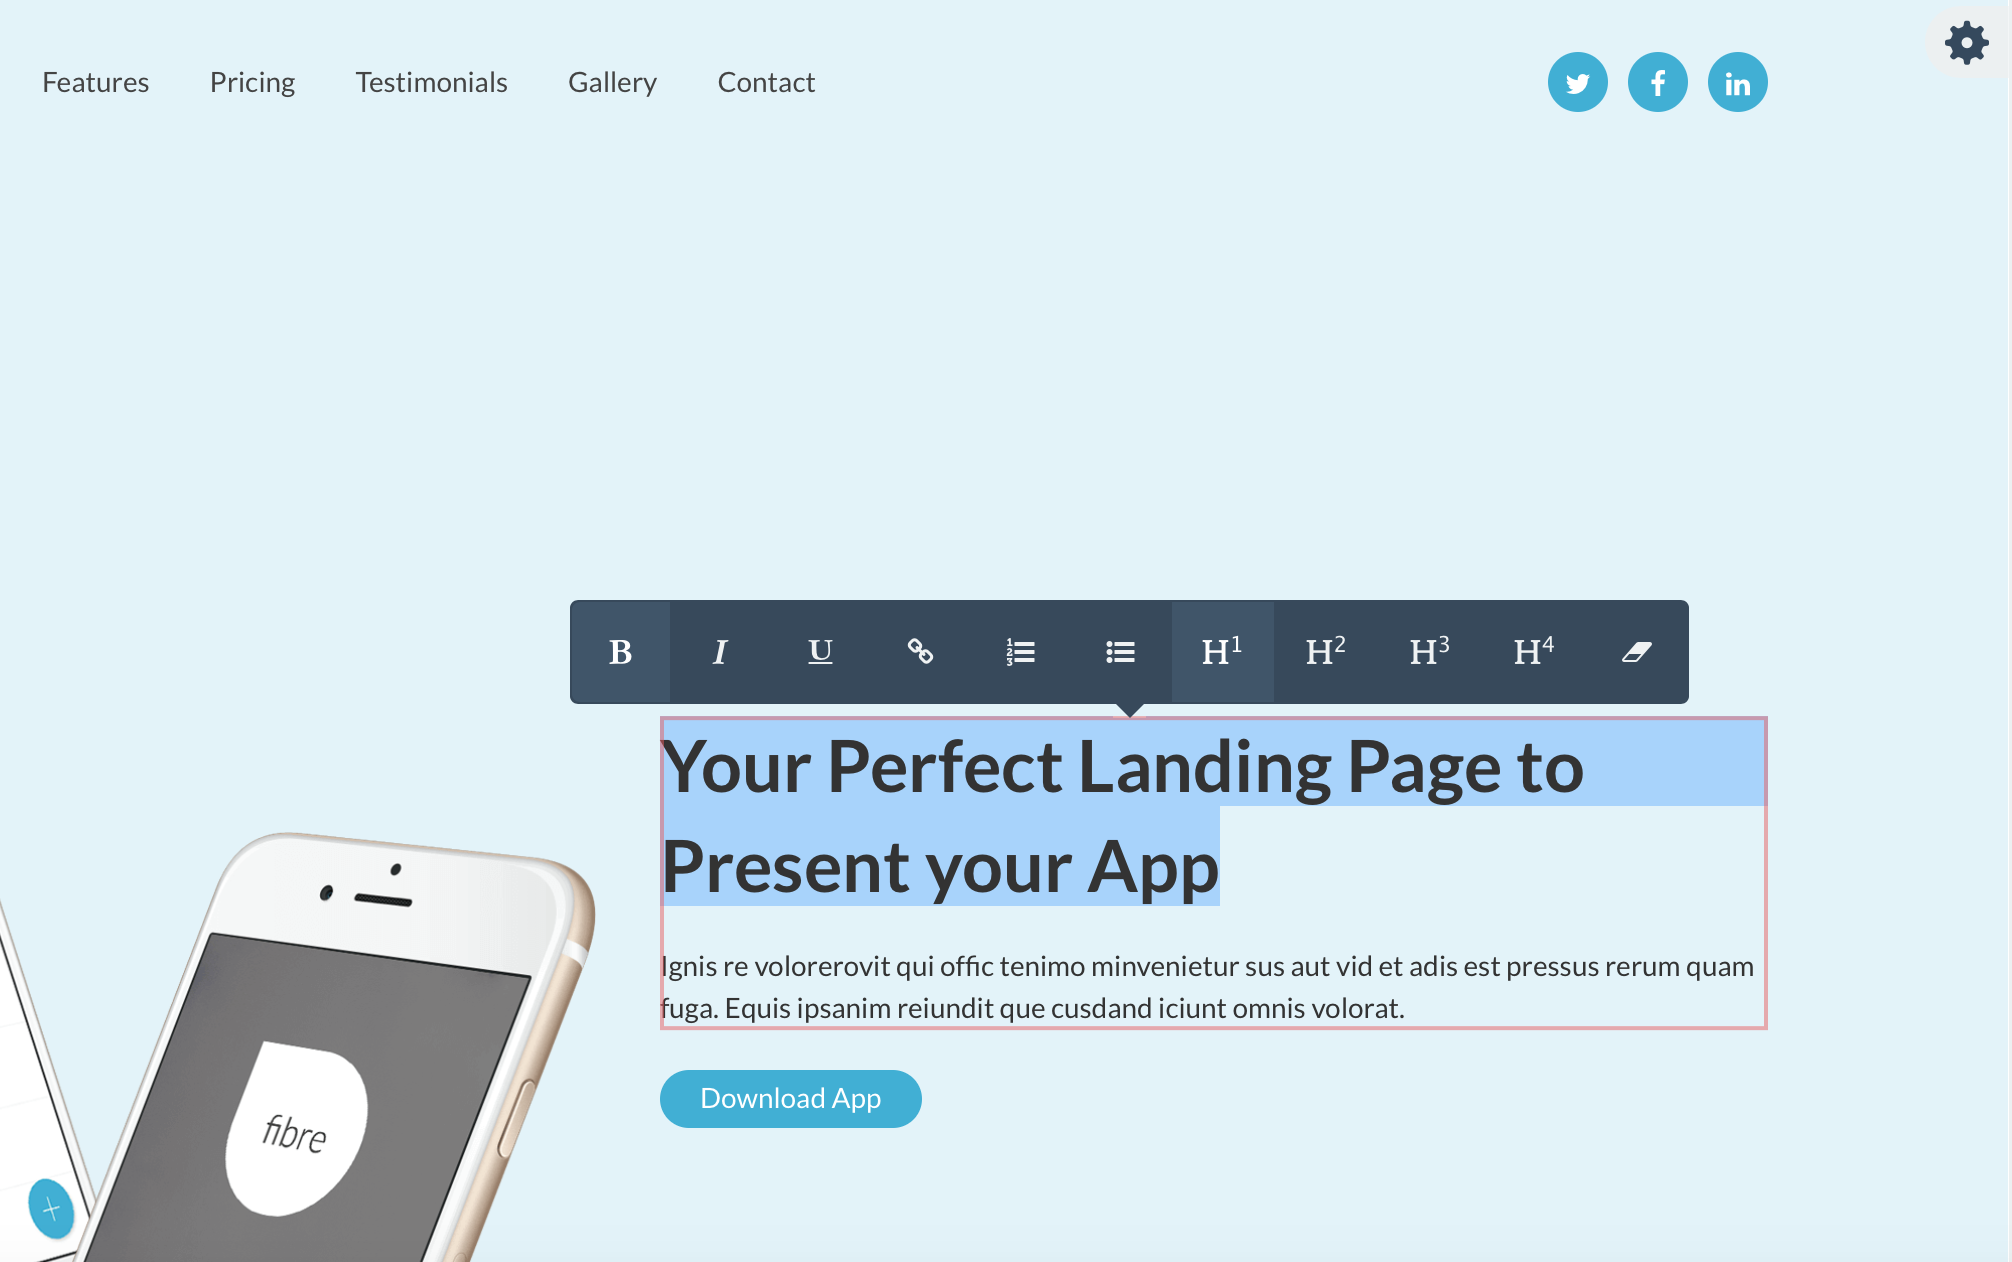 Features Pricing Testimonials Gallery Contact
B I U H1 H2 H3 H4
Your Perfect Landing Page to
Present your App
Ignis re volorerovit qui offic tenimo minvenietur sus aut vid et adis est pressus rerum quam
fuga. Equis ipsanim reiundit que cusdand iciunt omnis volorat.
Download App
fibre